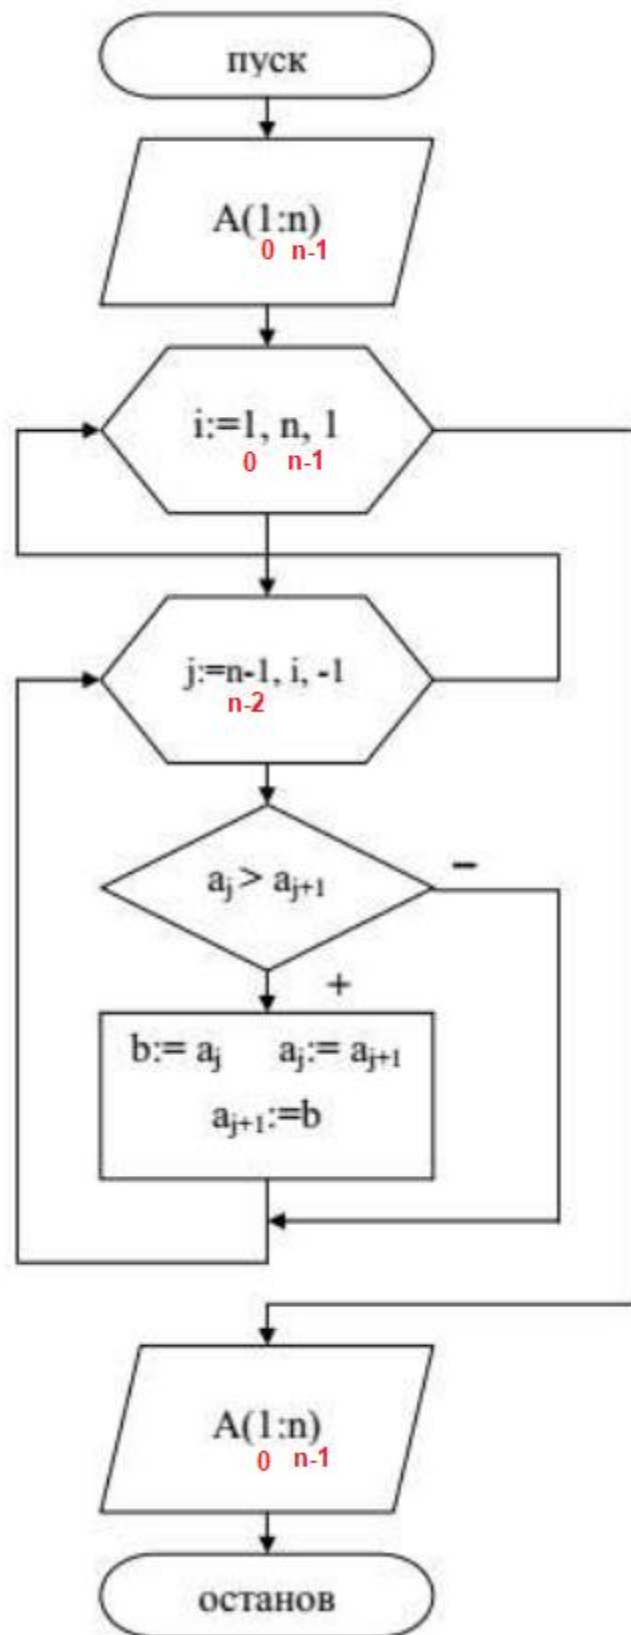 пуск
A(1:n)
0 n-1
i:=1, n, 1
0 n-1
j:=n-1, i, -1
n-2
aj > aj+1
−
+
b:= aj aj:= aj+1
aj+1:=b
A(1:n)
0 n-1
останов